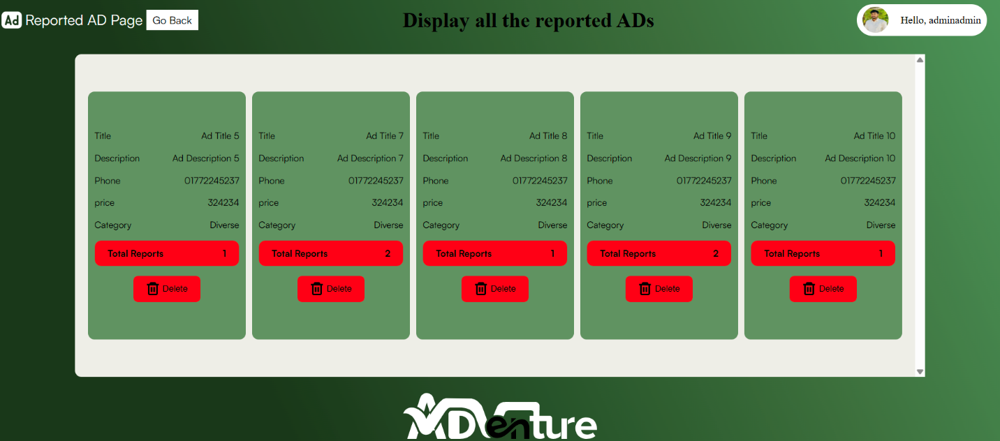 Ad Reported AD Page Go Back
Display all the reported ADs
Hello, adminadmin
Title Ad Title 5
Description Ad Description 5
Phone 01772245237
price 324234
Category Diverse
Total Reports 1
Delete
Title Ad Title 7
Description Ad Description 7
Phone 01772245237
price 324234
Category Diverse
Total Reports 2
Delete
Title Ad Title 8
Description Ad Description 8
Phone 01772245237
price 324234
Category Diverse
Total Reports 1
Delete
Title Ad Title 9
Description Ad Description 9
Phone 01772245237
price 324234
Category Diverse
Total Reports 2
Delete
Title Ad Title 10
Description Ad Description 10
Phone 01772245237
price 324234
Category Diverse
Total Reports 1
Delete
ADVenture